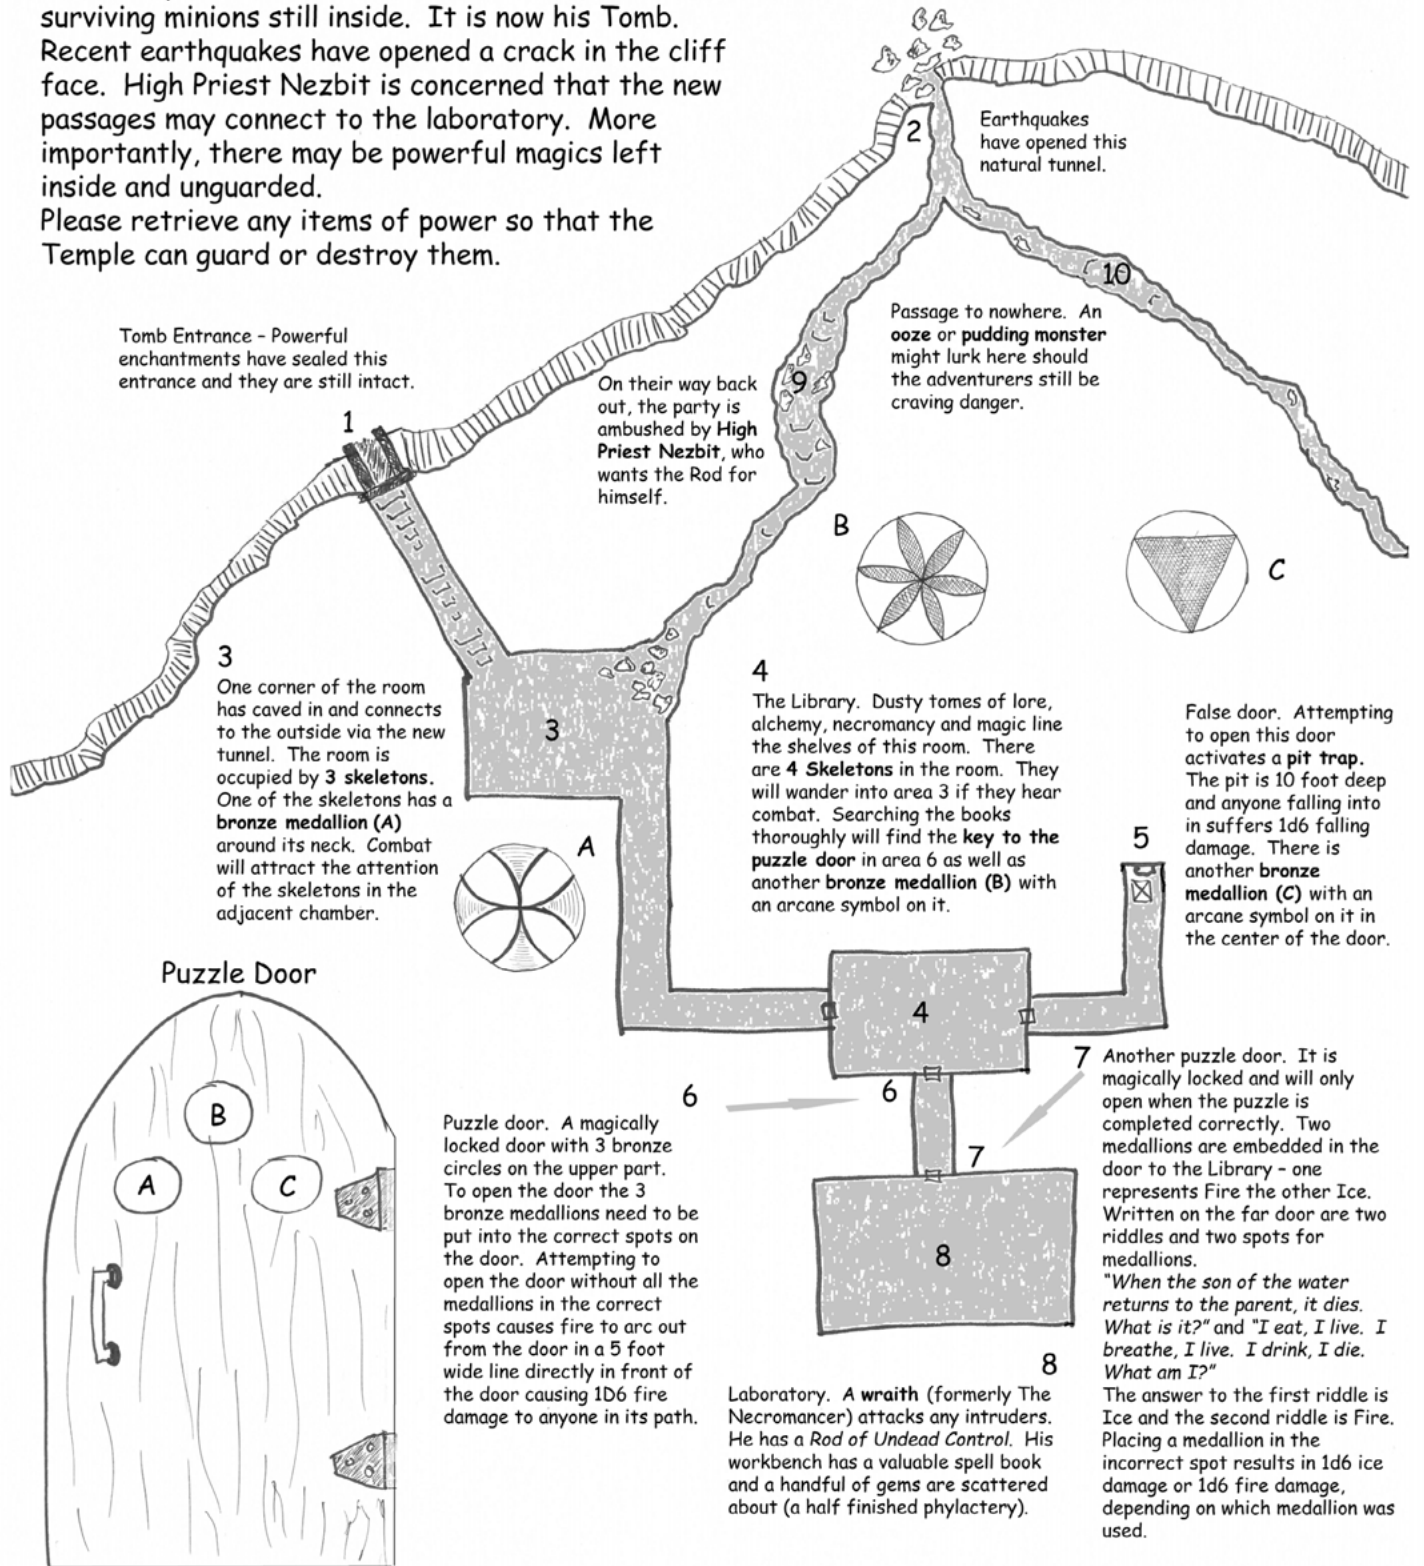 surviving minions still inside.  It is now his Tomb.
Recent earthquakes have opened a crack in the cliff
face.  High Priest Nezbit is concerned that the new
passages may connect to the laboratory.  More
importantly, there may be powerful magics left
inside and unguarded.
Please retrieve any items of power so that the
Temple can guard or destroy them.
2
Earthquakes
have opened this
natural tunnel.
10
Tomb Entrance - Powerful
enchantments have sealed this
entrance and they are still intact.
1
On their way back
out, the party is
ambushed by High
Priest Nezbit, who
wants the Rod for
himself.
9
Passage to nowhere.  An
ooze or pudding monster
might lurk here should
the adventurers still be
craving danger.
B
C
3
One corner of the room
has caved in and connects
to the outside via the new
tunnel.  The room is
occupied by 3 skeletons.
One of the skeletons has a
bronze medallion (A)
around its neck.  Combat
will attract the attention
of the skeletons in the
adjacent chamber.
3
A
4
The Library.  Dusty tomes of lore,
alchemy, necromancy and magic line
the shelves of this room.  There
are 4 Skeletons in the room.  They
will wander into area 3 if they hear
combat.  Searching the books
thoroughly will find the key to the
puzzle door in area 6 as well as
another bronze medallion (B) with
an arcane symbol on it.
5
False door.  Attempting
to open this door
activates a pit trap.
The pit is 10 foot deep
and anyone falling into
in suffers 1d6 falling
damage.  There is
another bronze
medallion (C) with an
arcane symbol on it in
the center of the door.
4
Puzzle Door
B
A
C
6
Puzzle door.  A magically
locked door with 3 bronze
circles on the upper part.
To open the door the 3
bronze medallions need to be
put into the correct spots on
the door.  Attempting to
open the door without all the
medallions in the correct
spots causes fire to arc out
from the door in a 5 foot
wide line directly in front of
the door causing 1D6 fire
damage to anyone in its path.
6
7
8
7
Another puzzle door.  It is
magically locked and will only
open when the puzzle is
completed correctly.  Two
medallions are embedded in the
door to the Library - one
represents Fire the other Ice.
Written on the far door are two
riddles and two spots for
medallions.
"When the son of the water
returns to the parent, it dies.
What is it?" and "I eat, I live.  I
breathe, I live.  I drink, I die.
What am I?"
The answer to the first riddle is
Ice and the second riddle is Fire.
Placing a medallion in the
incorrect spot results in 1d6 ice
damage or 1d6 fire damage,
depending on which medallion was
used.
8
Laboratory.  A wraith (formerly The
Necromancer) attacks any intruders.
He has a Rod of Undead Control.  His
workbench has a valuable spell book
and a handful of gems are scattered
about (a half finished phylactery).